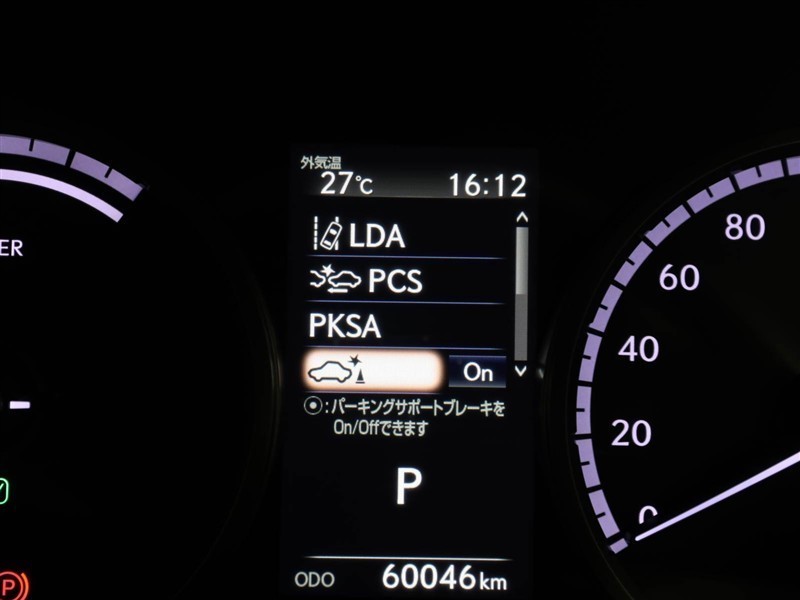 外気温
27℃ 16:12
LDA
PCS
PKSA
On
:パーキングサポートブレーキを
On/Offできます
P
ODO 60046km
ER
80
60
40
20
0
P